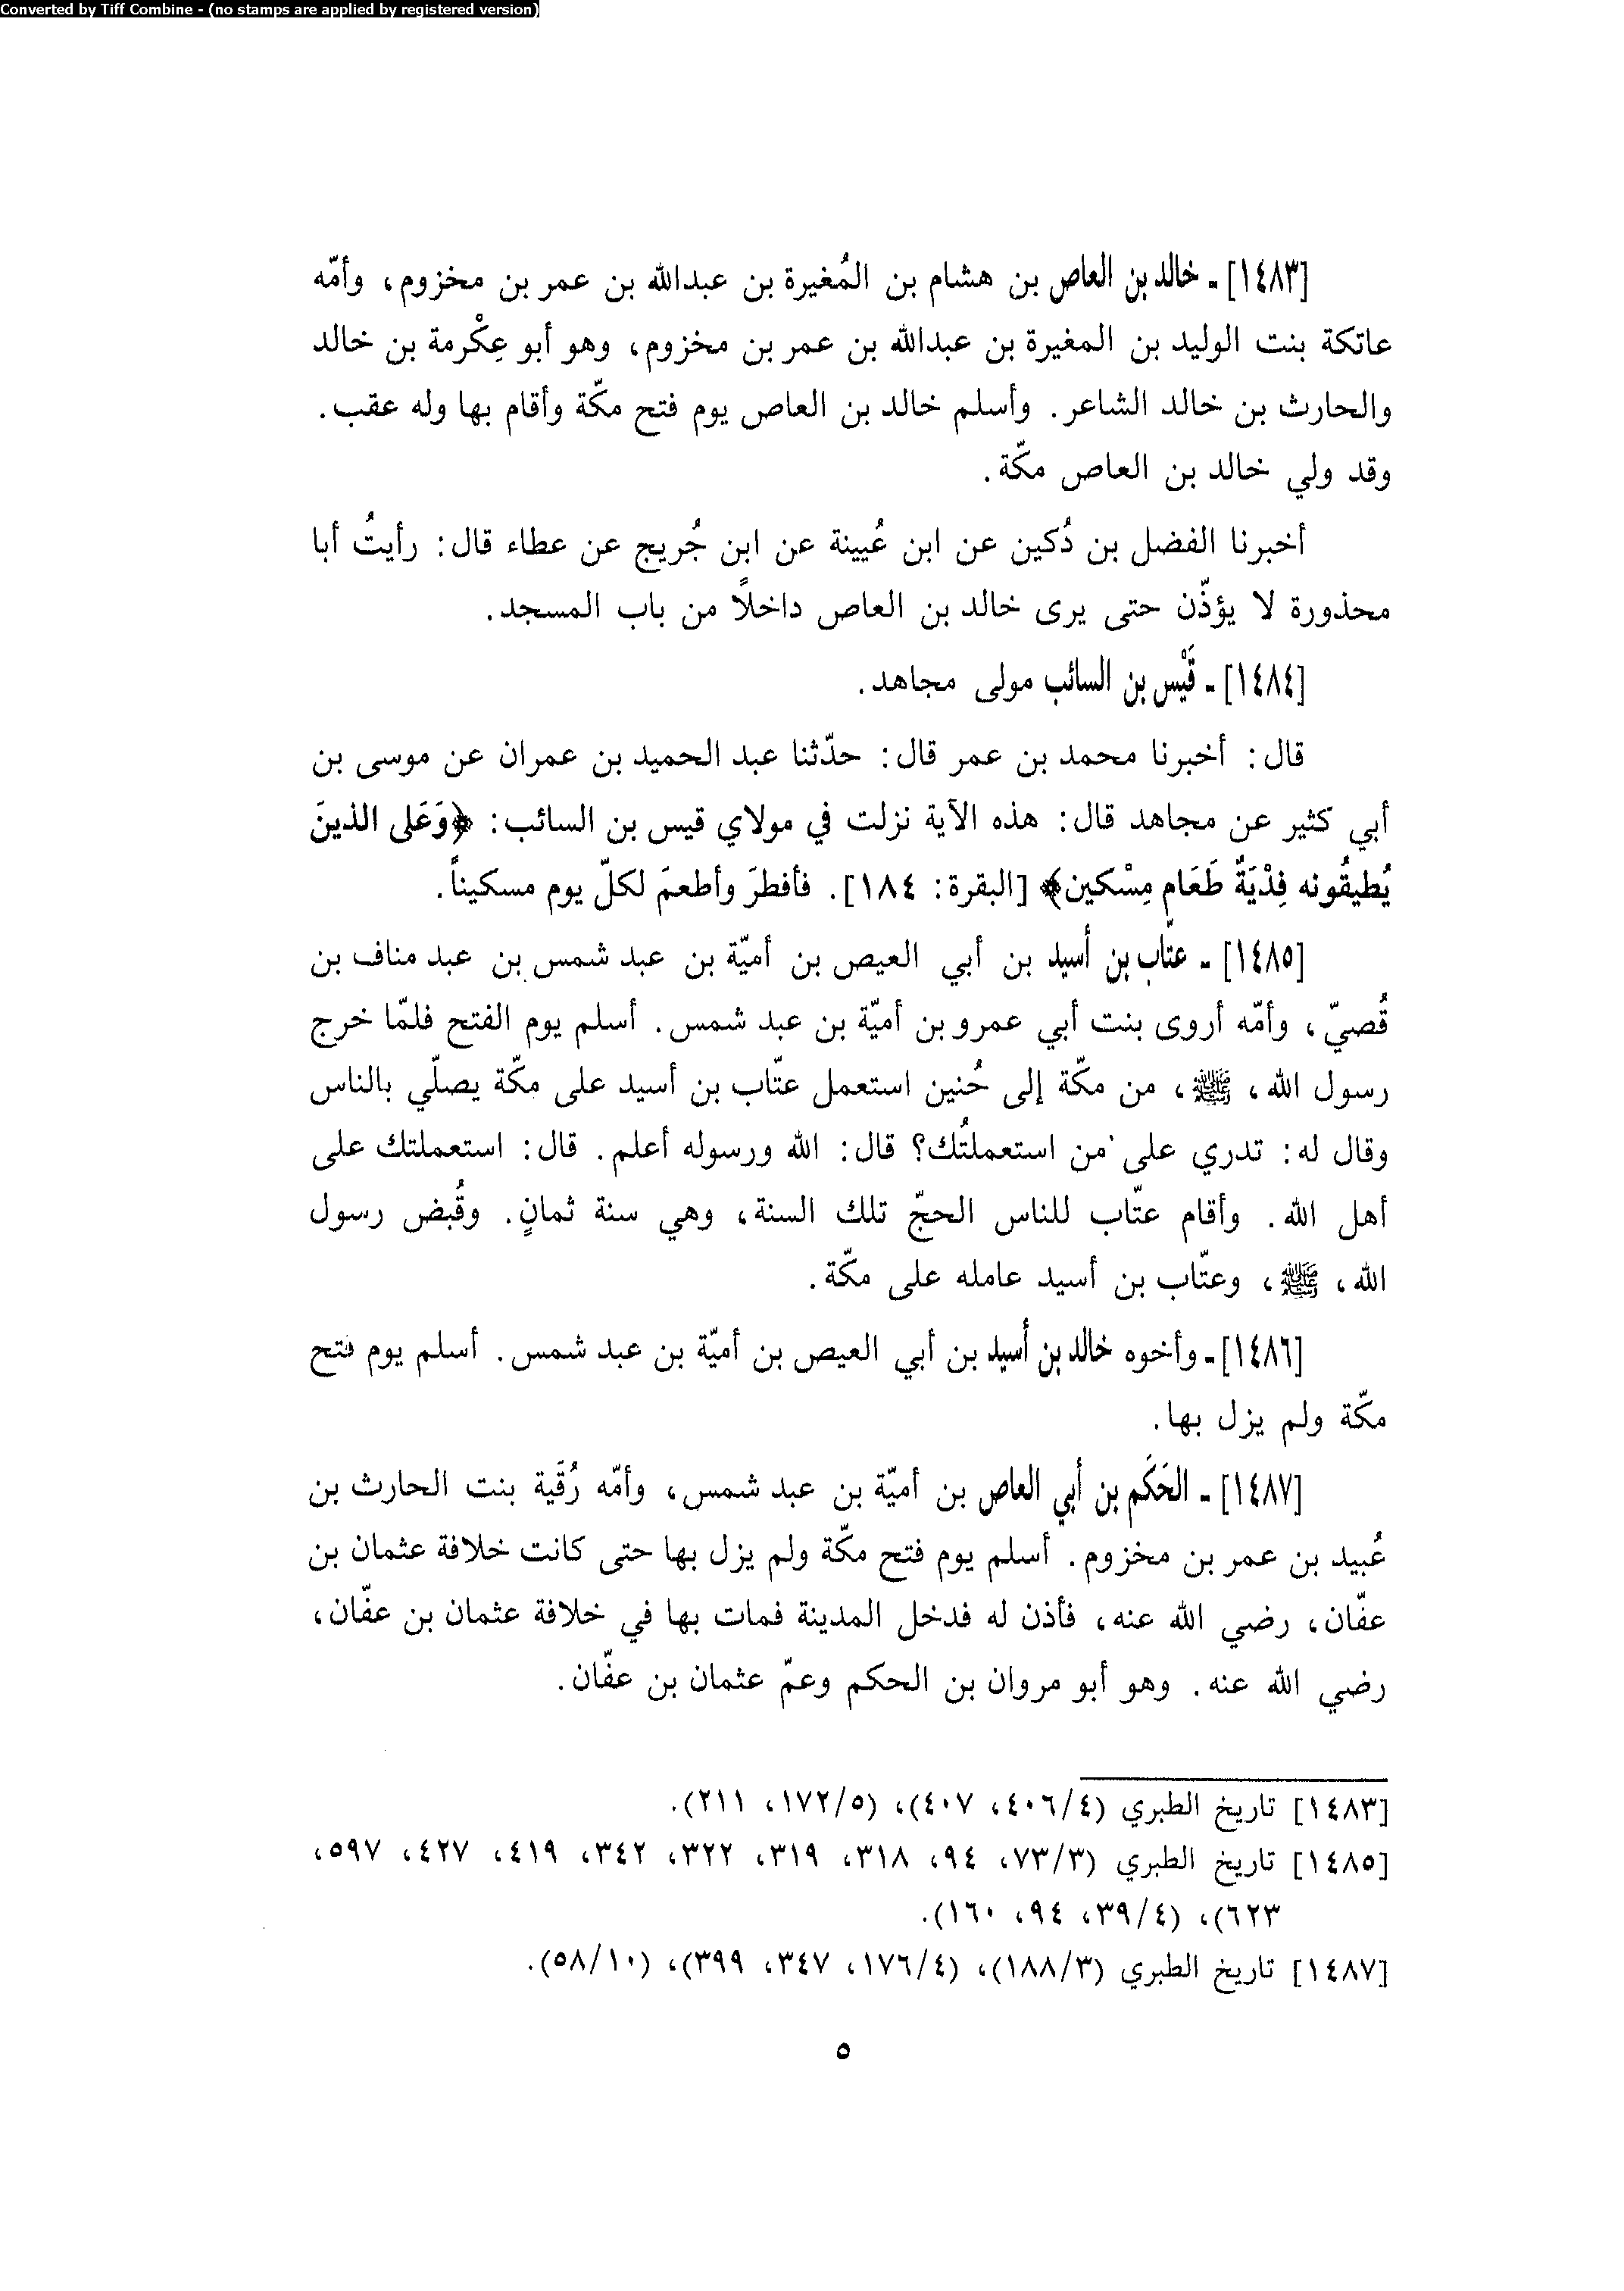 Converted by Tiff Combine - (no stamps are applied by registered version)
[١٤٨٣] ـ خالد بن العاص بن هشام بن المُغيرة بن عبدالله بن عمر بن مخزوم، وأمّه
عاتكة بنت الوليد بن المغيرة بن عبدالله بن عمر بن مخزوم، وهو أبو عِكْرمة بن خالد
والحارث بن خالد الشاعر. وأسلم خالد بن العاص يوم فتح مكّة وأقام بها وله عقب.
وقد ولي خالد بن العاص مكّة.
أخبرنا الفضل بن دُكين عن ابن عُيينة عن ابن جُريج عن عطاء قال: رأيتُ أبا
محذورة لا يؤذّن حتى يرى خالد بن العاص داخلاً من باب المسجد.
[١٤٨٤] ـ قَيْس بن السائب مولى مجاهد.
قال: أخبرنا محمد بن عمر قال: حدّثنا عبد الحميد بن عمران عن موسى بن
أبي كثير عن مجاهد قال: هذه الآية نزلت في مولاي قيس بن السائب: ﴿وَعَلى الذينَ
يُطيقُونه فِدْيَةٌ طَعَام مِسْكين﴾ [البقرة: ١٨٤]. فأفطرَ وأطعمَ لكلّ يوم مسكيناً.
[١٤٨٥] ـ عتّاب بن أَسيد بن أبي العيص بن أميّة بن عبد شمس بن عبد مناف بن
قُصيّ، وأمّه أروى بنت أبي عمرو بن أميّة بن عبد شمس. أسلم يوم الفتح فلمّا خرج
رسول الله، ﷺ، من مكّة إلى حُنين استعمل عتّاب بن أسيد على مكّة يصلّي بالناس
وقال له: تدري على من استعملتُك؟ قال: الله ورسوله أعلم. قال: استعملتك على
أهل الله. وأقام عتّاب للناس الحجّ تلك السنة، وهي سنة ثمانٍ. وقُبض رسول
الله، ﷺ، وعتّاب بن أسيد عامله على مكّة.
[١٤٨٦] ـ وأخوه خالد بن أَسيد بن أبي العيص بن أميّة بن عبد شمس. أسلم يوم فتح
مكّة ولم يزل بها.
[١٤٨٧] ـ الحَكَم بن أبي العاص بن أميّة بن عبد شمس، وأمّه رُقَية بنت الحارث بن
عُبيد بن عمر بن مخزوم. أسلم يوم فتح مكّة ولم يزل بها حتى كانت خلافة عثمان بن
عفّان، رضي الله عنه، فأذن له فدخل المدينة فمات بها في خلافة عثمان بن عفّان،
رضي الله عنه. وهو أبو مروان بن الحكم وعمّ عثمان بن عفّان.
[١٤٨٣] تاريخ الطبري (٤٠٦/٤، ٤٠٧)، (١٧٢/٥، ٢١١).
[١٤٨٥] تاريخ الطبري (٧٣/٣، ٩٤، ٣١٨، ٣١٩، ٣٢٢، ٣٤٢، ٤١٩، ٤٢٧، ٥٩٧،
٦٢٣)، (٣٩/٤، ٩٤، ١٦٠).
[١٤٨٧] تاريخ الطبري (١٨٨/٣)، (١٧٦/٤، ٣٤٧، ٣٩٩)، (٥٨/١٠).
٥